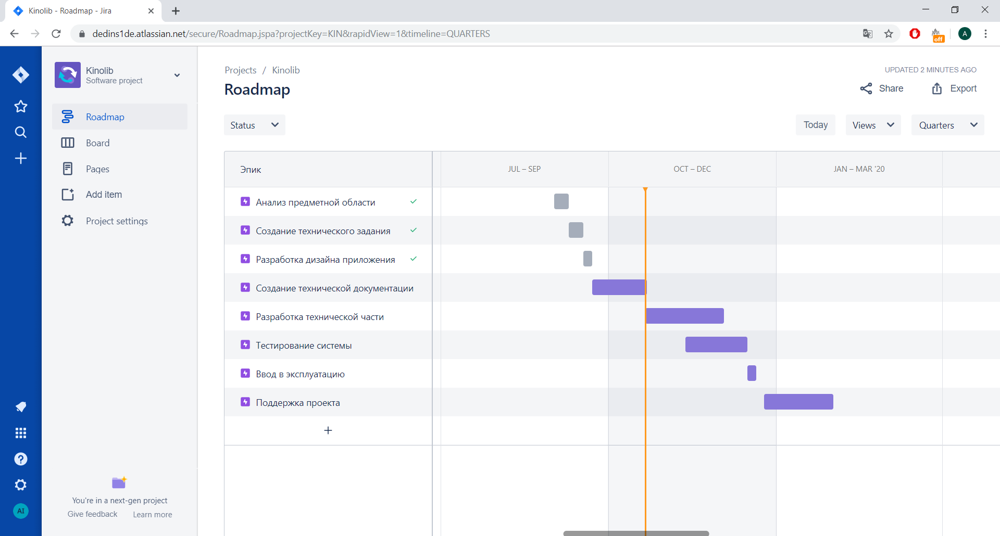 Kinolib - Roadmap - Jira
dedins1de.atlassian.net/secure/Roadmap.jspa?projectKey=KIN&rapidView=1&timeline=QUARTERS
off
A
Kinolib
Software project
Roadmap
Board
Pages
Add item
Project settings
You're in a next-gen project
Give feedback Learn more
AI
Projects / Kinolib
UPDATED 2 MINUTES AGO
Roadmap
Share Export
Status
Today Views Quarters
Эпик
JUL – SEP OCT – DEC JAN – MAR '20
Анализ предметной области
Создание технического задания
Разработка дизайна приложения
Создание технической документации
Разработка технической части
Тестирование системы
Ввод в эксплуатацию
Поддержка проекта